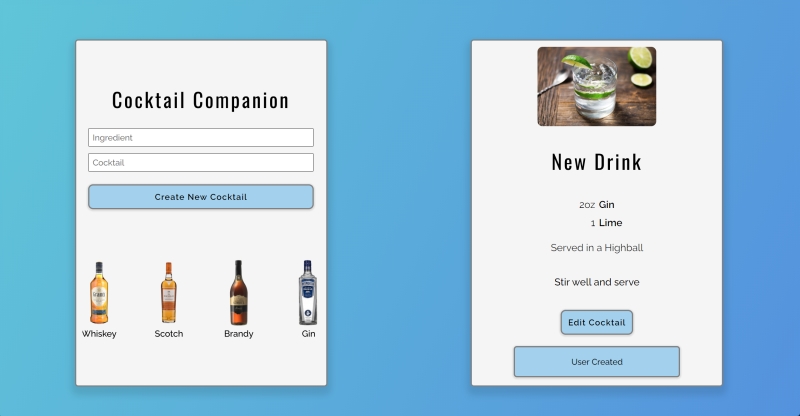 Cocktail Companion
Ingredient
Cocktail
Create New Cocktail
Whiskey
Scotch
Brandy
Gin
New Drink
2oz Gin
1 Lime
Served in a Highball
Stir well and serve
Edit Cocktail
User Created